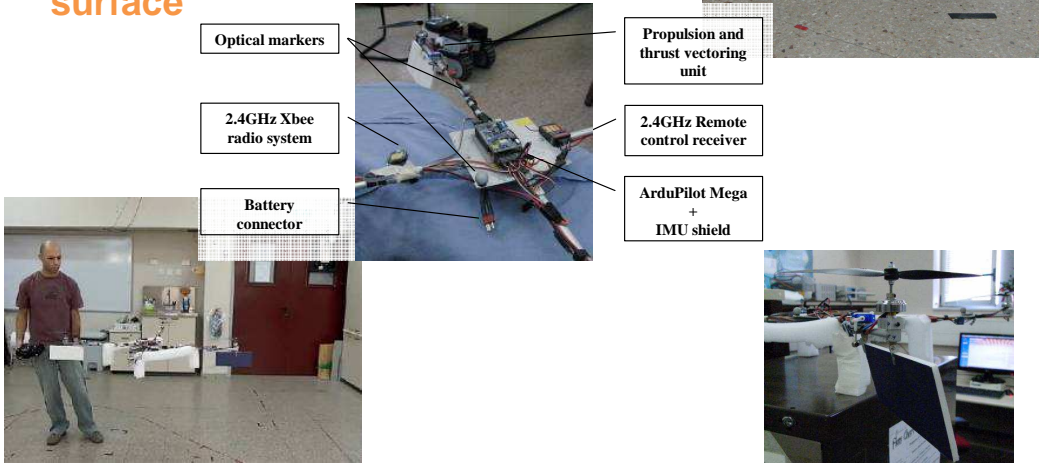 surface
Optical markers
Propulsion and
thrust vectoring
unit
2.4GHz Xbee
radio system
2.4GHz Remote
control receiver
Battery
connector
ArduPilot Mega
+
IMU shield